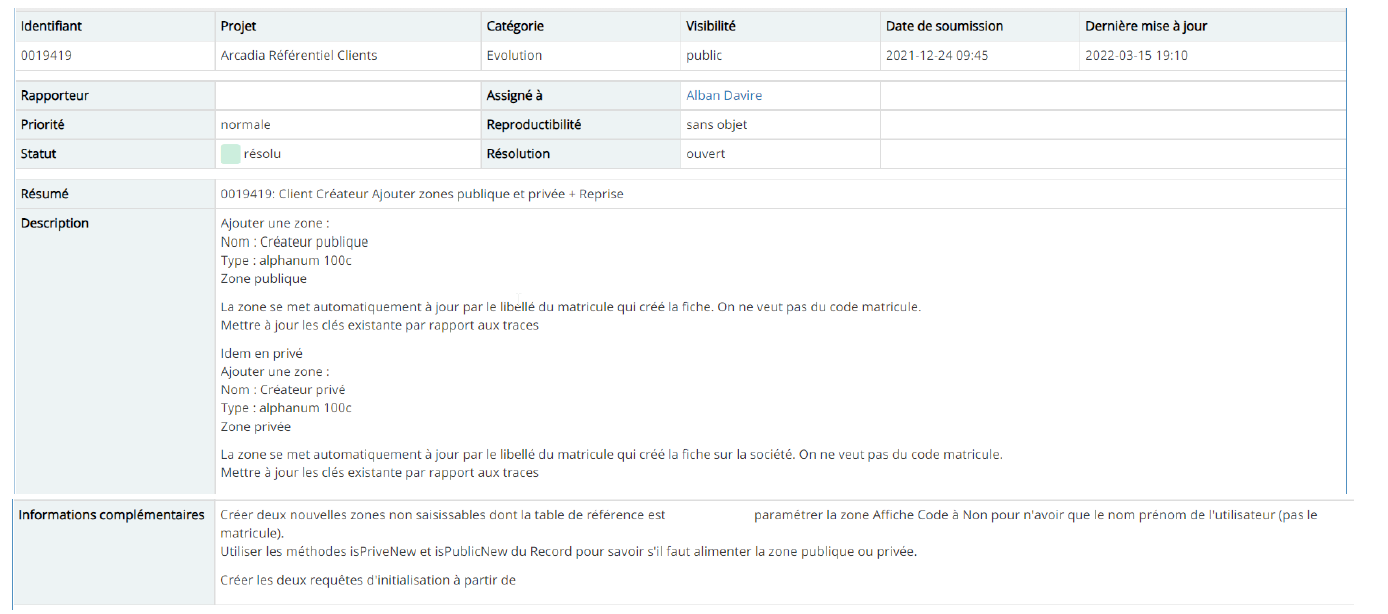 Identifiant Projet Catégorie Visibilité Date de soumission Dernière mise à jour
0019419 Arcadia Référentiel Clients Evolution public 2021-12-24 09:45 2022-03-15 19:10
Rapporteur Assigné à Alban Davire
Priorité normale Reproductibilité sans objet
Statut résolu Résolution ouvert
Résumé 0019419: Client Créateur Ajouter zones publique et privée + Reprise
Description Ajouter une zone :
Nom : Créateur publique
Type : alphanum 100c
Zone publique
La zone se met automatiquement à jour par le libellé du matricule qui créé la fiche. On ne veut pas du code matricule.
Mettre à jour les clés existante par rapport aux traces
Idem en privé
Ajouter une zone :
Nom : Créateur privé
Type : alphanum 100c
Zone privée
La zone se met automatiquement à jour par le libellé du matricule qui créé la fiche sur la société. On ne veut pas du code matricule.
Mettre à jour les clés existante par rapport aux traces
Informations complémentaires Créer deux nouvelles zones non saisissables dont la table de référence est paramétrer la zone Affiche Code à Non pour n'avoir que le nom prénom de l'utilisateur (pas le
matricule).
Utiliser les méthodes isPriveNew et isPublicNew du Record pour savoir s'il faut alimenter la zone publique ou privée.
Créer les deux requêtes d'initialisation à partir de